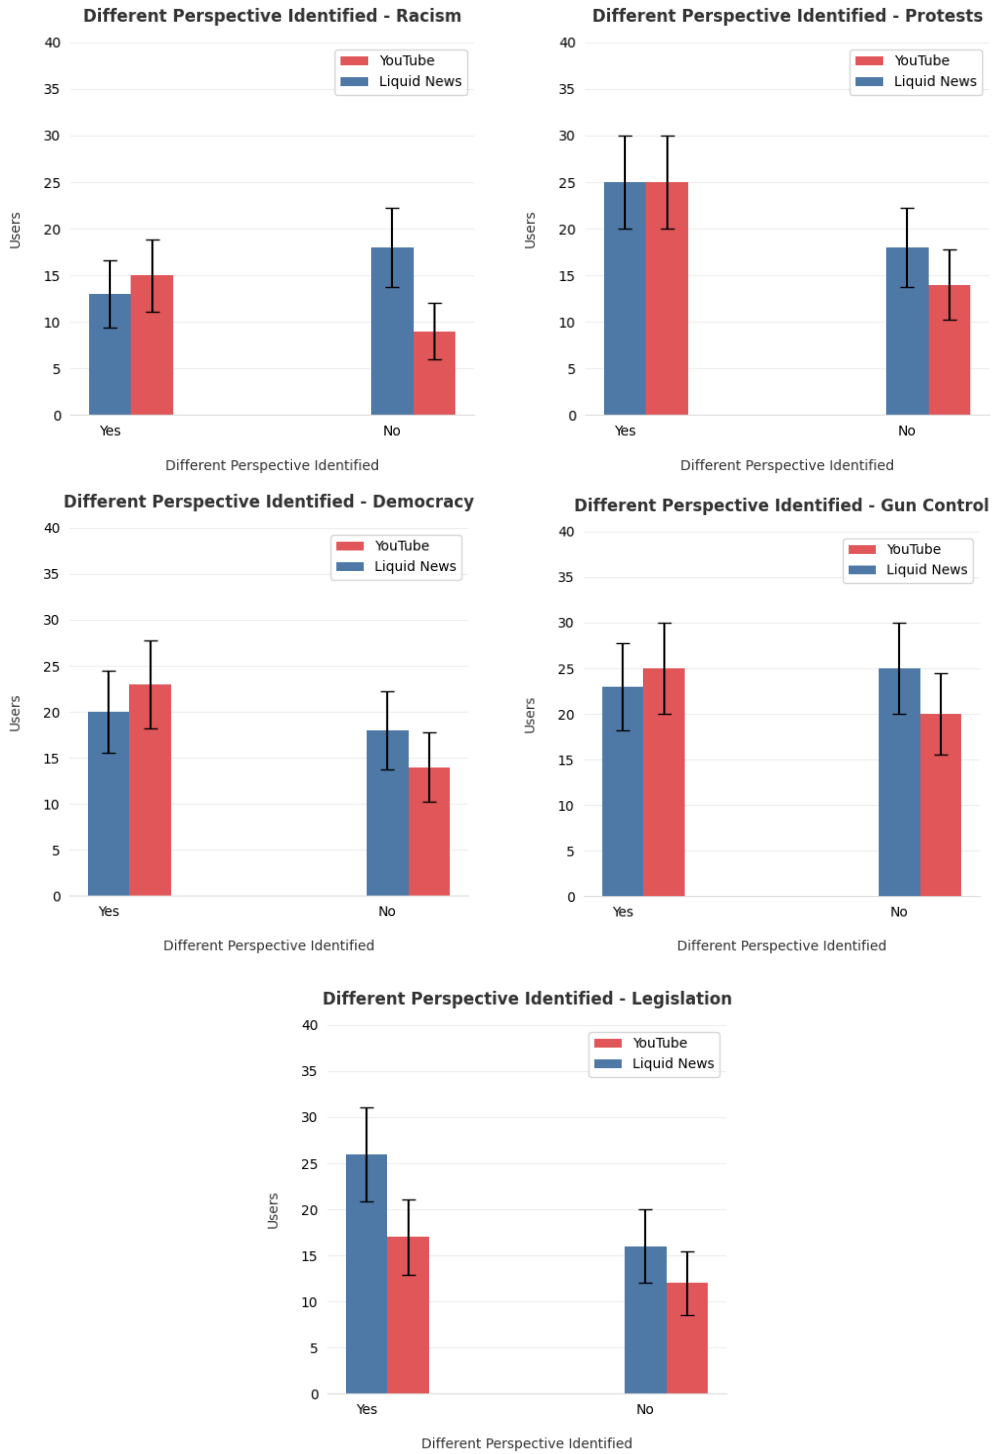 Different Perspective Identified - Racism
40
35
30
25
20
15
10
5
0
Users
YouTube
Liquid News
Yes
No
Different Perspective Identified
Different Perspective Identified - Protests
40
35
30
25
20
15
10
5
0
Users
YouTube
Liquid News
Yes
No
Different Perspective Identified
Different Perspective Identified - Democracy
40
35
30
25
20
15
10
5
0
Users
YouTube
Liquid News
Yes
No
Different Perspective Identified
Different Perspective Identified - Gun Control
40
35
30
25
20
15
10
5
0
Users
YouTube
Liquid News
Yes
No
Different Perspective Identified
Different Perspective Identified - Legislation
40
35
30
25
20
15
10
5
0
Users
YouTube
Liquid News
Yes
No
Different Perspective Identified